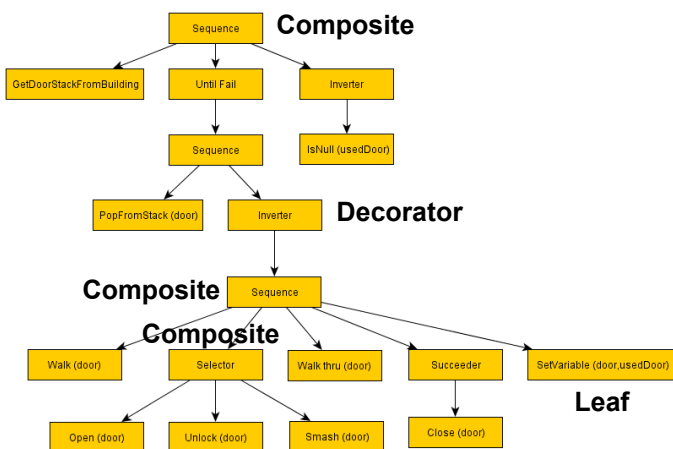 Sequence
Composite
GetDoorStackFromBuilding
Until Fail
Inverter
Sequence
IsNull (usedDoor)
PopFromStack (door)
Inverter
Decorator
Composite
Sequence
Composite
Walk (door)
Selector
Walk thru (door)
Succeeder
SetVariable (door,usedDoor)
Leaf
Open (door)
Unlock (door)
Smash (door)
Close (door)